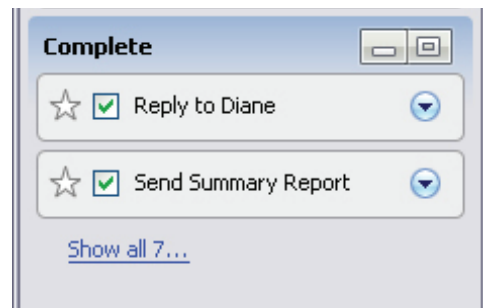 Complete
Reply to Diane
Send Summary Report
Show all 7...